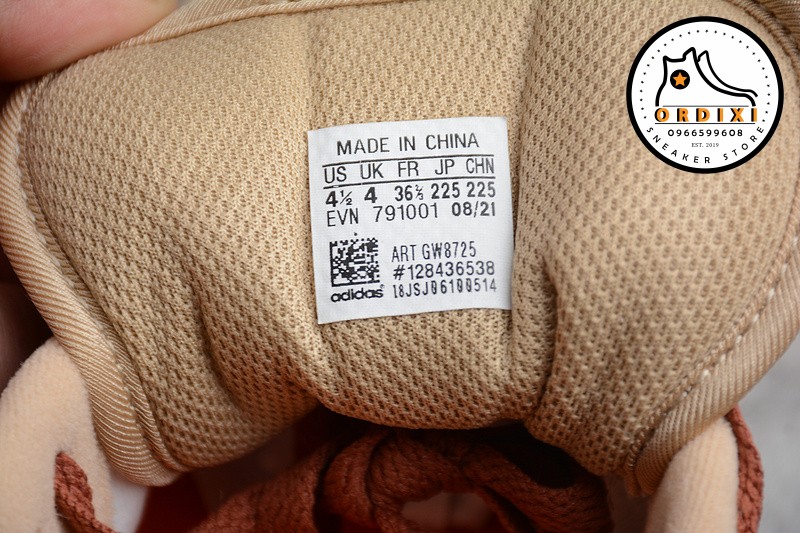 MADE IN CHINA
US UK FR JP CHN
4½ 4 36⅔ 225 225
EVN 791001 08/21
ART GW8725
#128436538
adidas 18JSJ06100514
ORDIXI
0966599608
EST. 2019
SNEAKER STORE